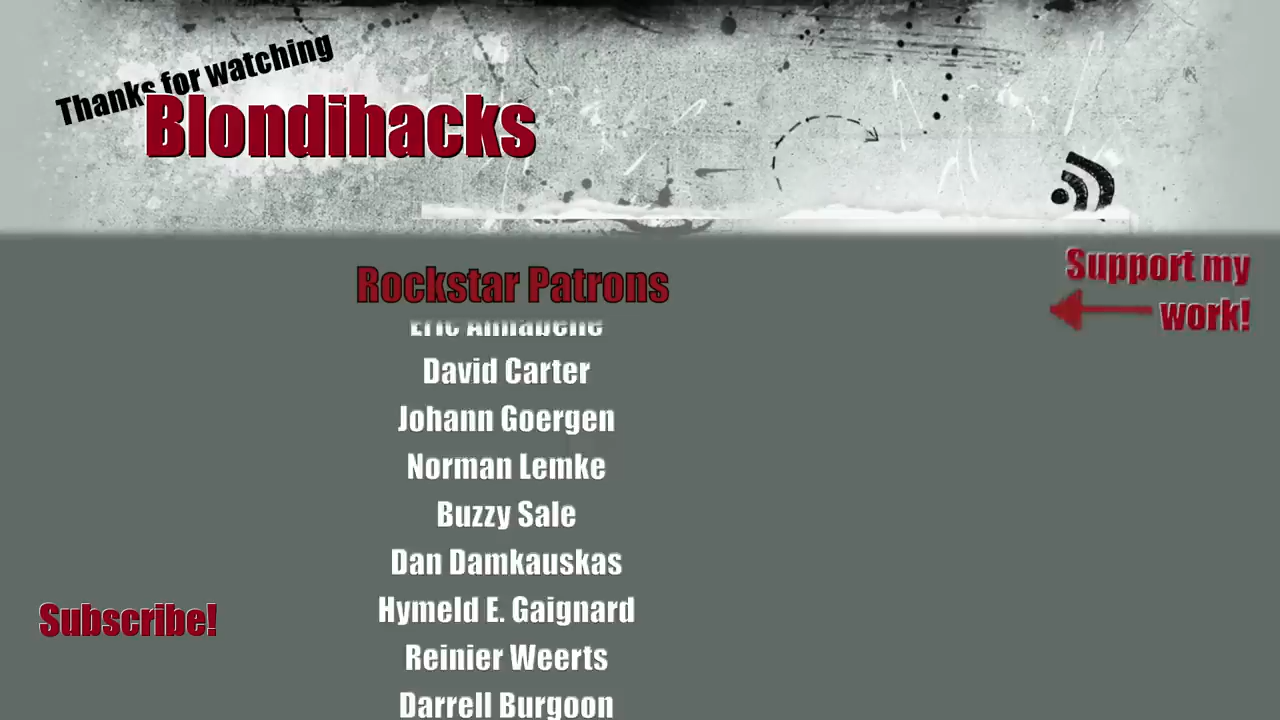 Thanks for watching
Blondihacks
Rockstar Patrons
Support my
work!
David Carter
Johann Goergen
Norman Lemke
Buzzy Sale
Dan Damkauskas
Hymeld E. Gaignard
Reinier Weerts
Darrell Burgoon
Subscribe!